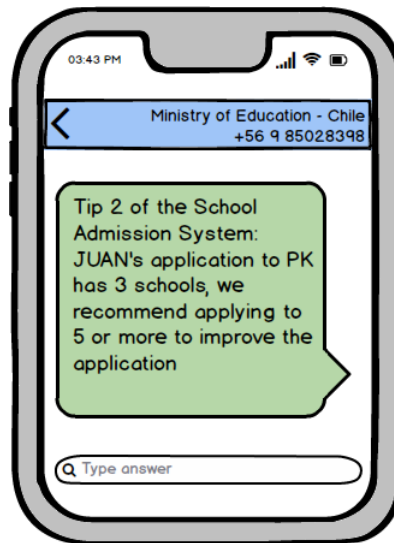 03:43 PM
Ministry of Education - Chile
+56 9 85028398
Tip 2 of the School
Admission System:
JUAN's application to PK
has 3 schools, we
recommend applying to
5 or more to improve the
application
Type answer